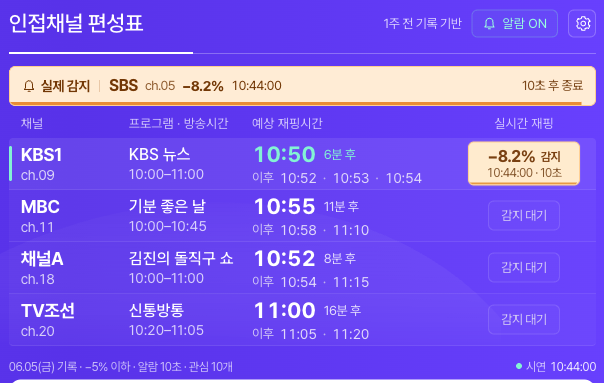 인접채널 편성표
1주 전 기록 기반 알람 ON
실제 감지 SBS ch.05 −8.2% 10:44:00 10초 후 종료
채널 프로그램 · 방송시간 예상 재핑시간 실시간 재핑
KBS1 KBS 뉴스 10:50 6분 후 −8.2% 감지
ch.09 10:00–11:00 이후 10:52 · 10:53 · 10:54 10:44:00 · 10초
MBC 기분 좋은 날 10:55 11분 후 감지 대기
ch.11 10:00–10:45 이후 10:58 · 11:10
채널A 김진의 돌직구 쇼 10:52 8분 후 감지 대기
ch.18 10:00–11:00 이후 10:54 · 11:15
TV조선 신통방통 11:00 16분 후 감지 대기
ch.20 10:20–11:05 이후 11:05 · 11:20
06.05(금) 기록 · −5% 이하 · 알람 10초 · 관심 10개 시연 10:44:00